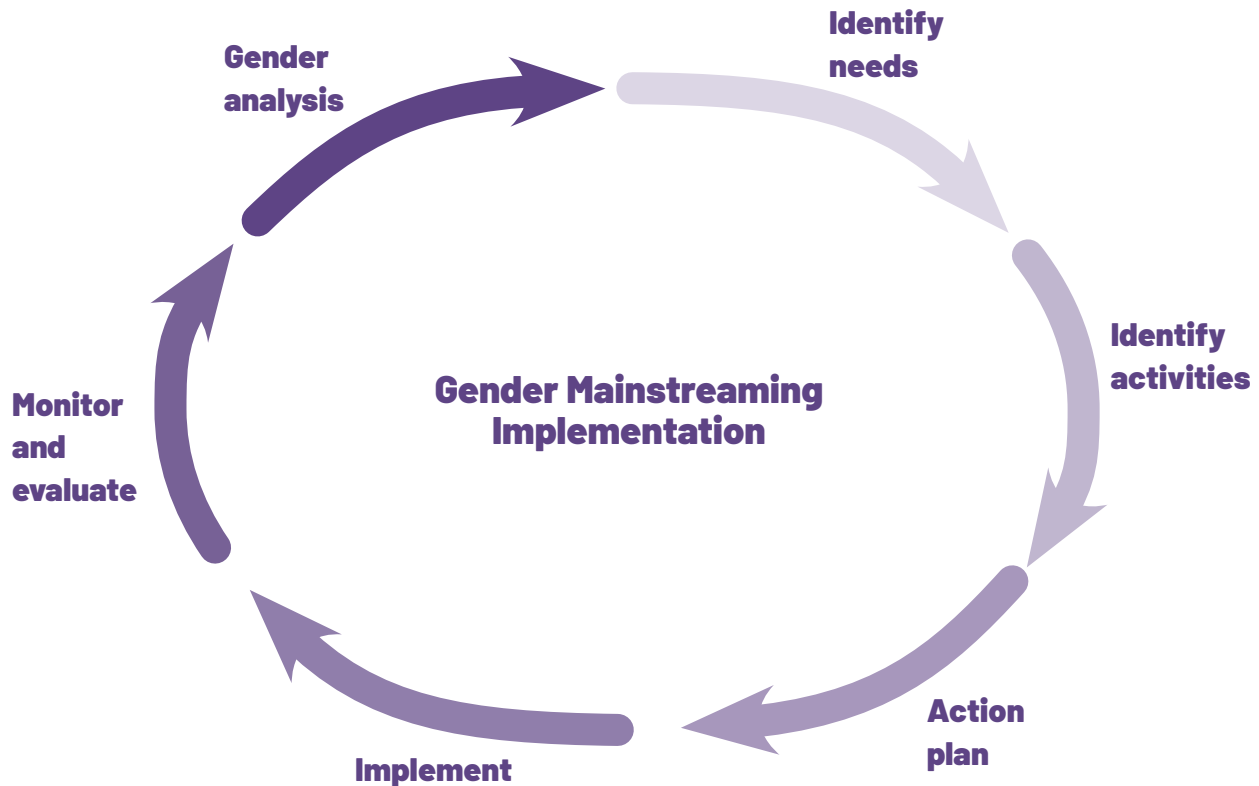 Gender
analysis
Identify
needs
Identify
activities
Action
plan
Implement
Monitor
and
evaluate
Gender Mainstreaming
Implementation